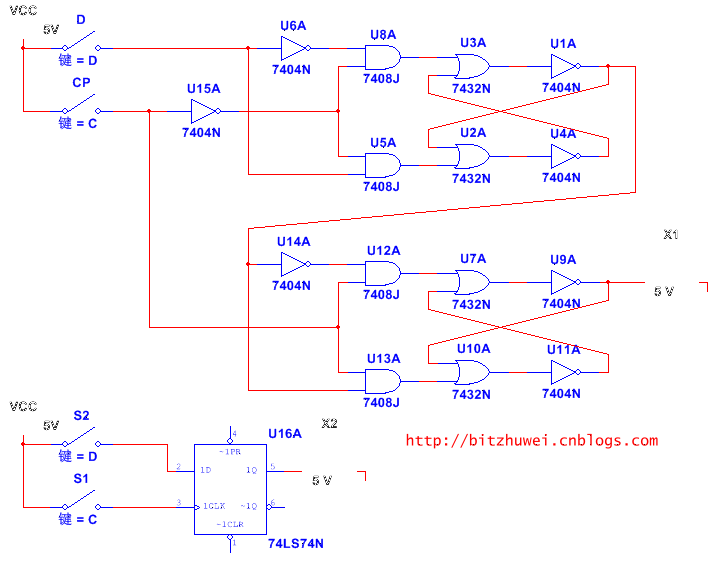 VCC
5V
D
键 = D
CP
键 = C
U15A
7404N
U6A
7404N
U8A
7408J
U3A
7432N
U1A
7404N
U5A
7408J
U2A
7432N
U4A
7404N
U14A
7404N
U12A
7408J
U7A
7432N
U9A
7404N
X1
5 V
U13A
7408J
U10A
7432N
U11A
7404N
VCC
5V
S2
键 = D
S1
键 = C
U16A
4
~1PR
2
1D
1Q
5
3
1CLK
~1Q
6
~1CLR
1
74LS74N
X2
5 V
http://bitzhuwei.cnblogs.com